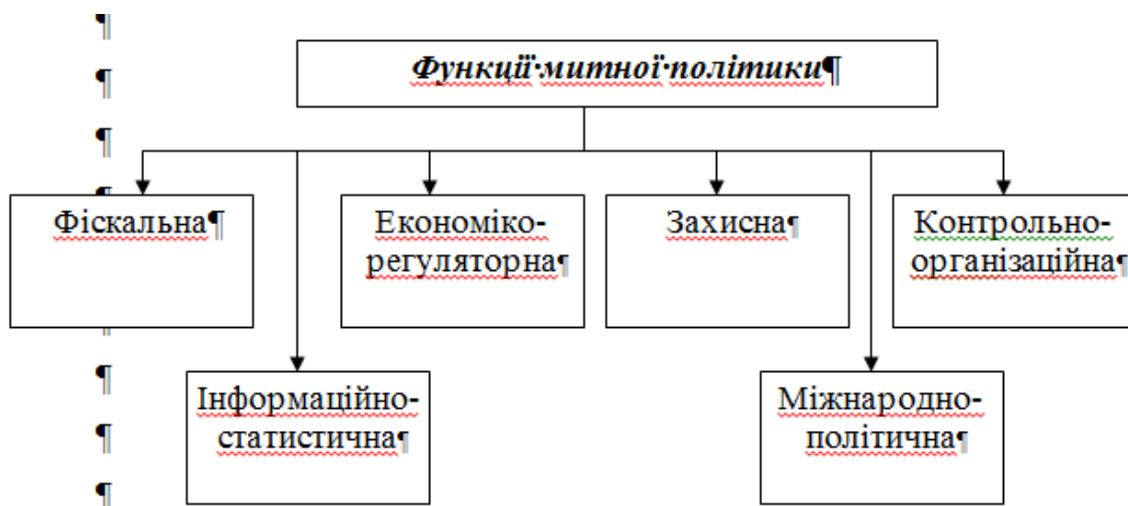 Функції митної політики
Фіскальна
Економіко-
регуляторна
Захисна
Контрольно-
організаційна
Інформаційно-
статистична
Міжнародно-
політична